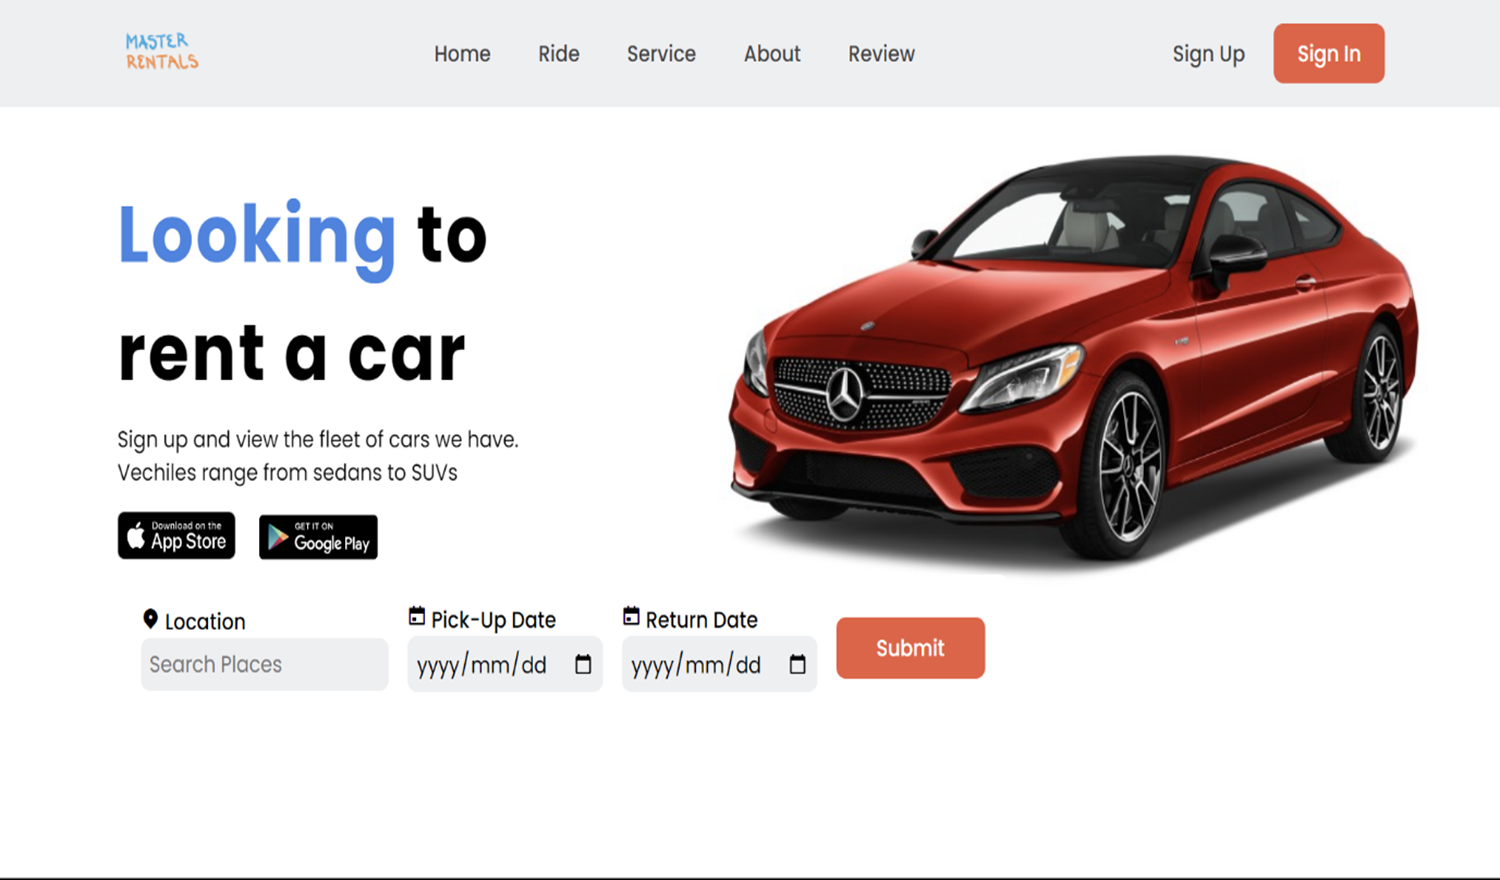 MASTER
RENTALS
Home Ride Service About Review Sign Up Sign In
Looking to
rent a car
Sign up and view the fleet of cars we have.
Vechiles range from sedans to SUVs
Download on the
App Store
GET IT ON
Google Play
Location Pick-Up Date Return Date
Search Places yyyy/mm/dd yyyy/mm/dd Submit